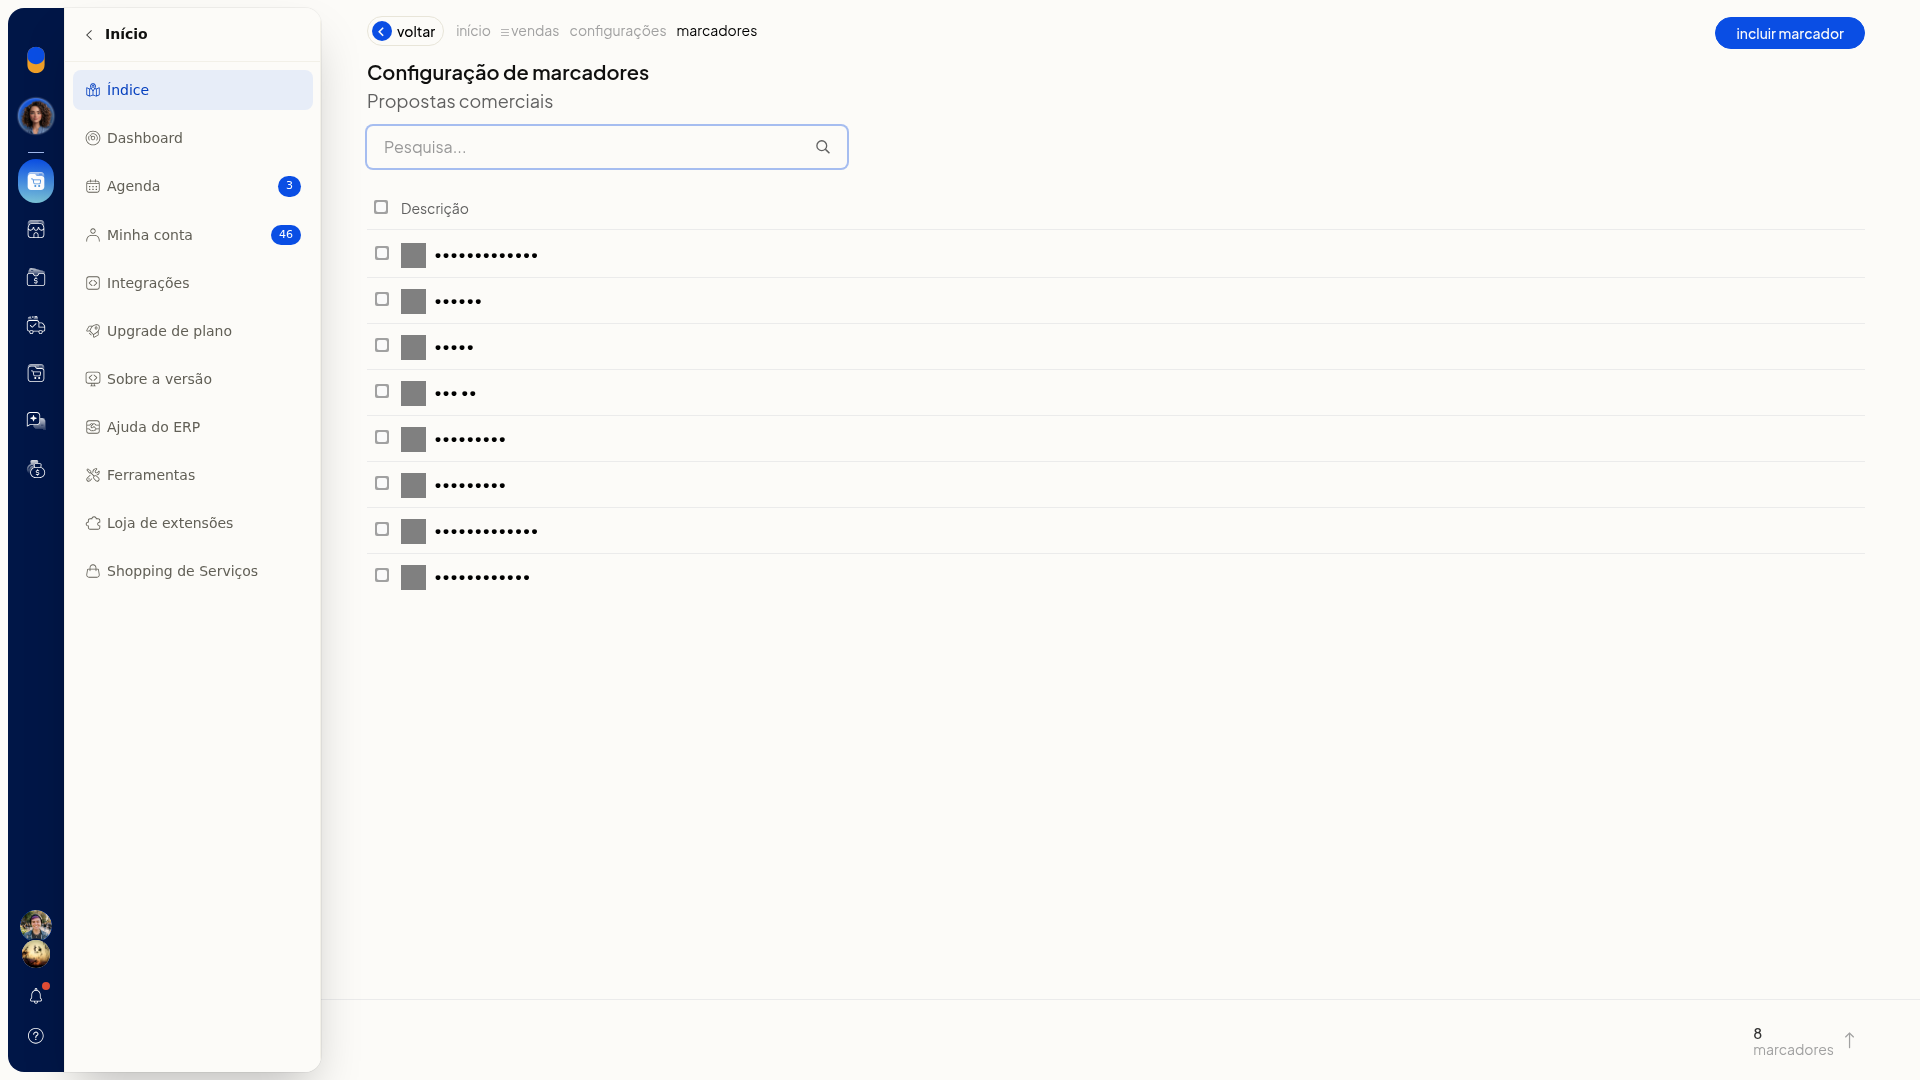 Início
Índice
Dashboard
Agenda 3
Minha conta 46
Integrações
Upgrade de plano
Sobre a versão
Ajuda do ERP
Ferramentas
Loja de extensões
Shopping de Serviços
voltar início vendas configurações marcadores
incluir marcador
Configuração de marcadores
Propostas comerciais
Pesquisa...
Descrição
•••••••••••••
••••••
•••••
••• ••
•••••••••
•••••••••
•••••••••••••
••••••••••••
8
marcadores